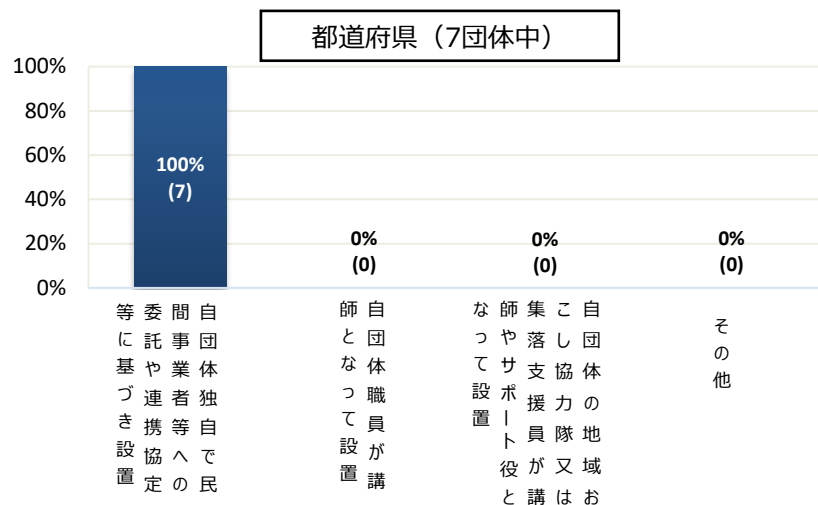 都道府県（7団体中）
100%
80%
60%
40%
20%
0%
100%
(7)
0%
(0)
0%
(0)
0%
(0)
自団体独自で民
間事業者等への
委託や連携協定
等に基づき設置
自団体職員が講
師となって設置
自団体の地域お
こし協力隊又は
集落支援員が講
師やサポート役と
なって設置
その他